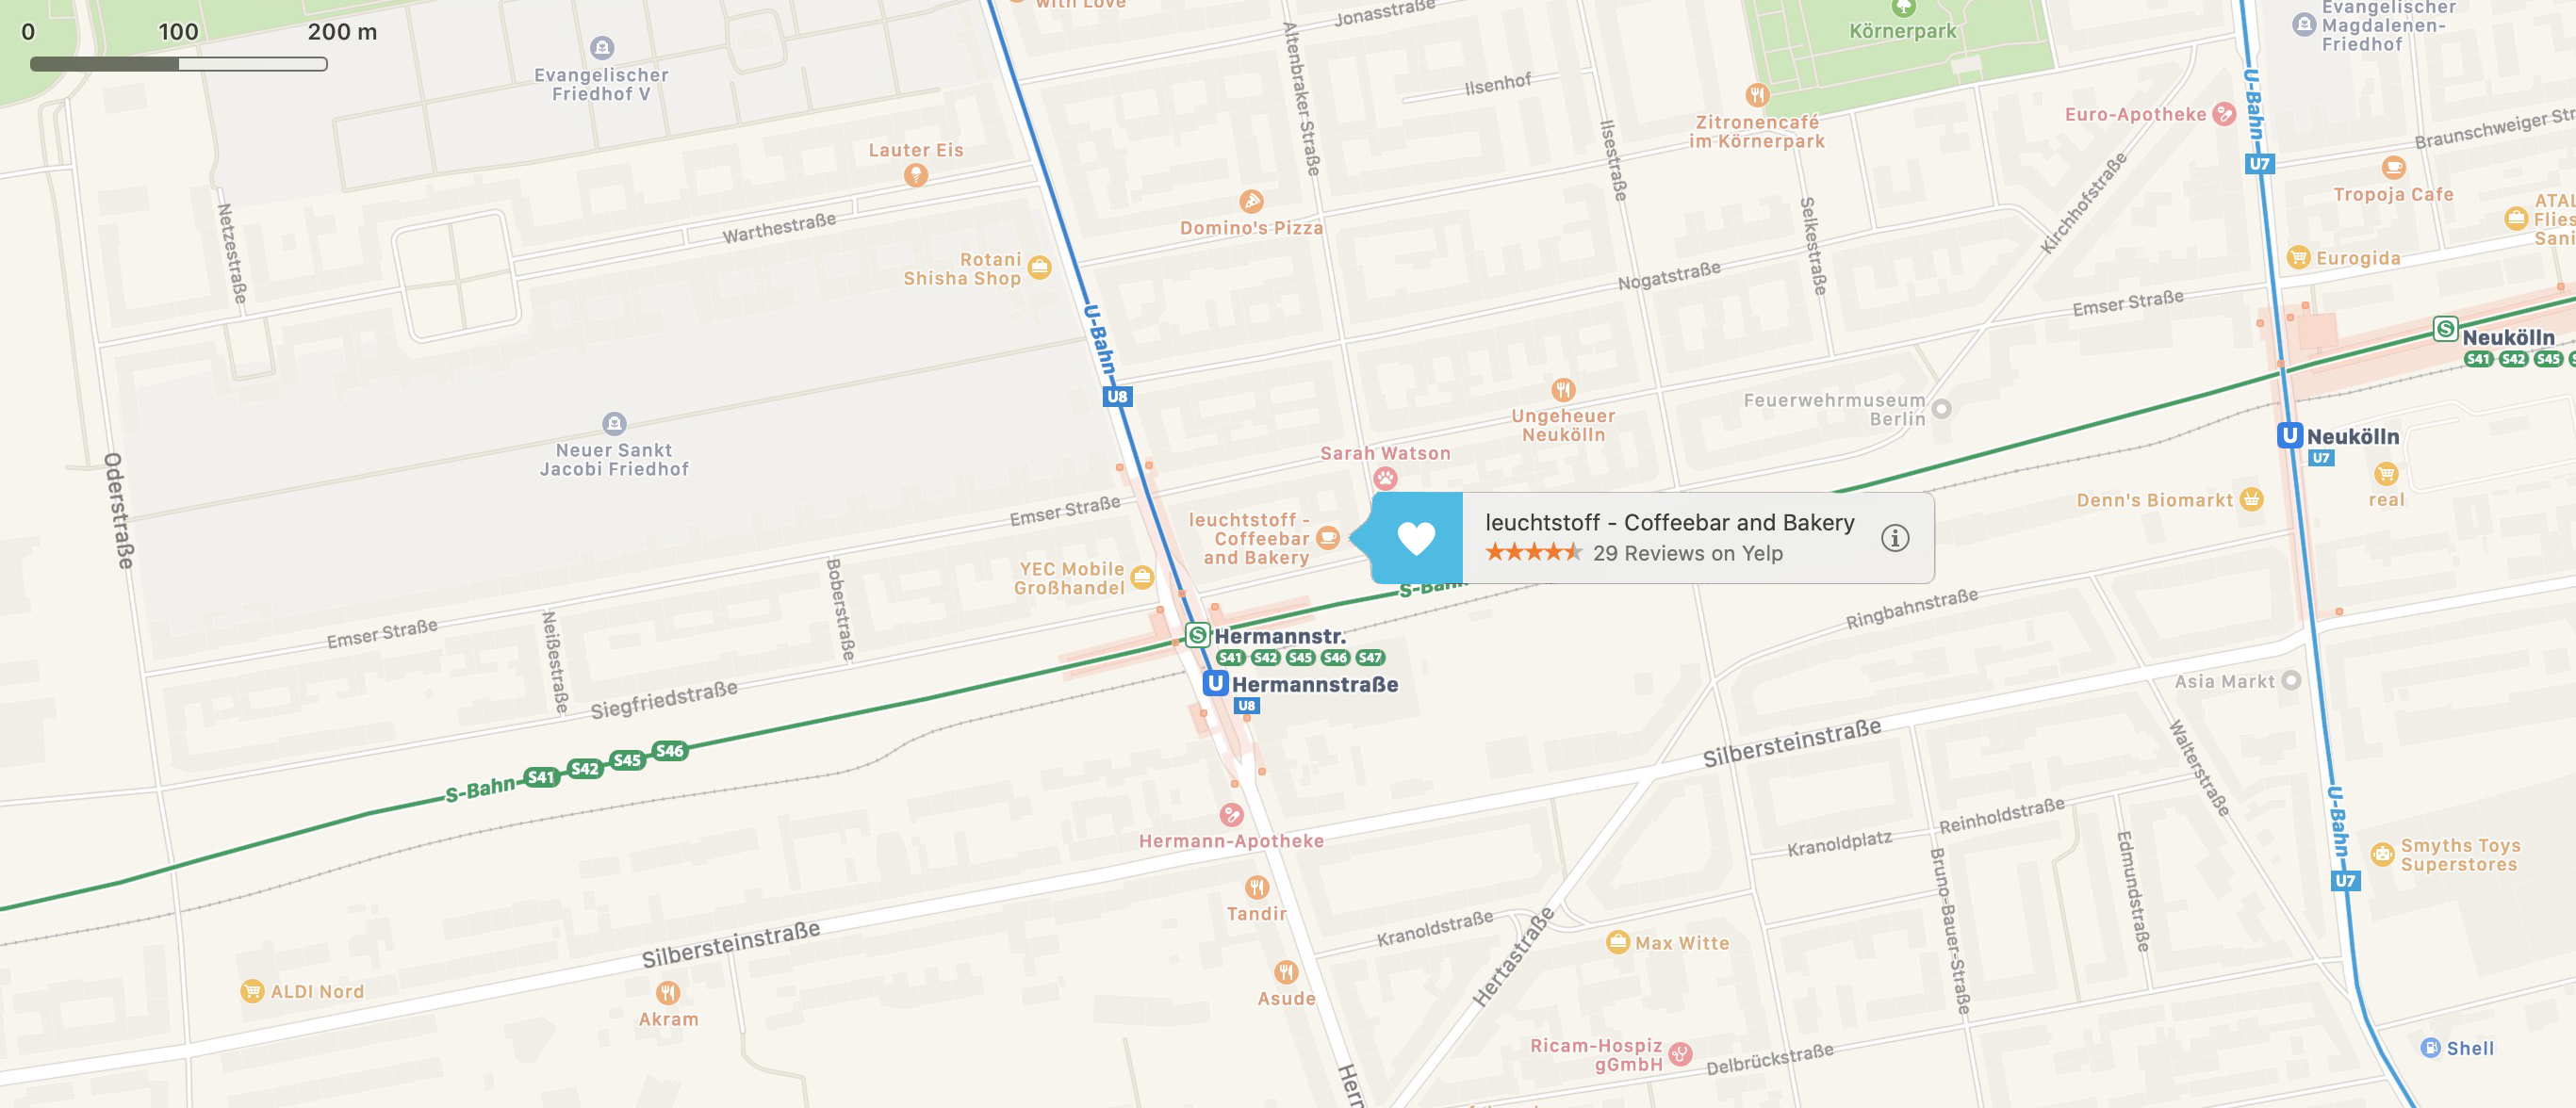 0 100 200 m
with Love
Jonasstraße
Altenbraker Straße
Ilsenhof
Körnerpark
Evangelischer
Magdalenen-
Friedhof
Evangelischer
Friedhof V
U-Bahn
U7
Euro-Apotheke
Zitronencafé
im Körnerpark
Ilsestraße
Braunschweiger Str
Lauter Eis
Tropoja Cafe
Kirchhofstraße
Selkestraße
Netzestraße
Warthestraße
Domino's Pizza
ATAL
Flies
Sani
Rotani
Shisha Shop
Eurogida
Nogatstraße
Emser Straße
U-Bahn
U8
Neukölln
S41 S42 S45
Feuerwehrmuseum
Berlin
Ungeheuer
Neukölln
Neukölln
U7
Neuer Sankt
Jacobi Friedhof
Sarah Watson
Oderstraße
Emser Straße
Denn's Biomarkt
real
leuchtstoff -
Coffeebar
and Bakery
leuchtstoff - Coffeebar and Bakery
29 Reviews on Yelp
YEC Mobile
Großhandel
S-Bahn
Boberstraße
Ringbahnstraße
Emser Straße
Neißestraße
Hermannstr.
S41 S42 S45 S46 S47
Hermannstraße
U8
Siegfriedstraße
Asia Markt
Silbersteinstraße
S-Bahn S41 S42 S45 S46
Walterstraße
Hermann-Apotheke
Kranoldplatz
Reinholdstraße
U-Bahn
U7
Smyths Toys
Superstores
Edmundstraße
Bruno-Bauer-Straße
Tandir
Kranoldstraße
Silbersteinstraße
Hertastraße
Max Witte
ALDI Nord
Akram
Asude
Ricam-Hospiz
gGmbH
Delbrückstraße
Shell
Herr